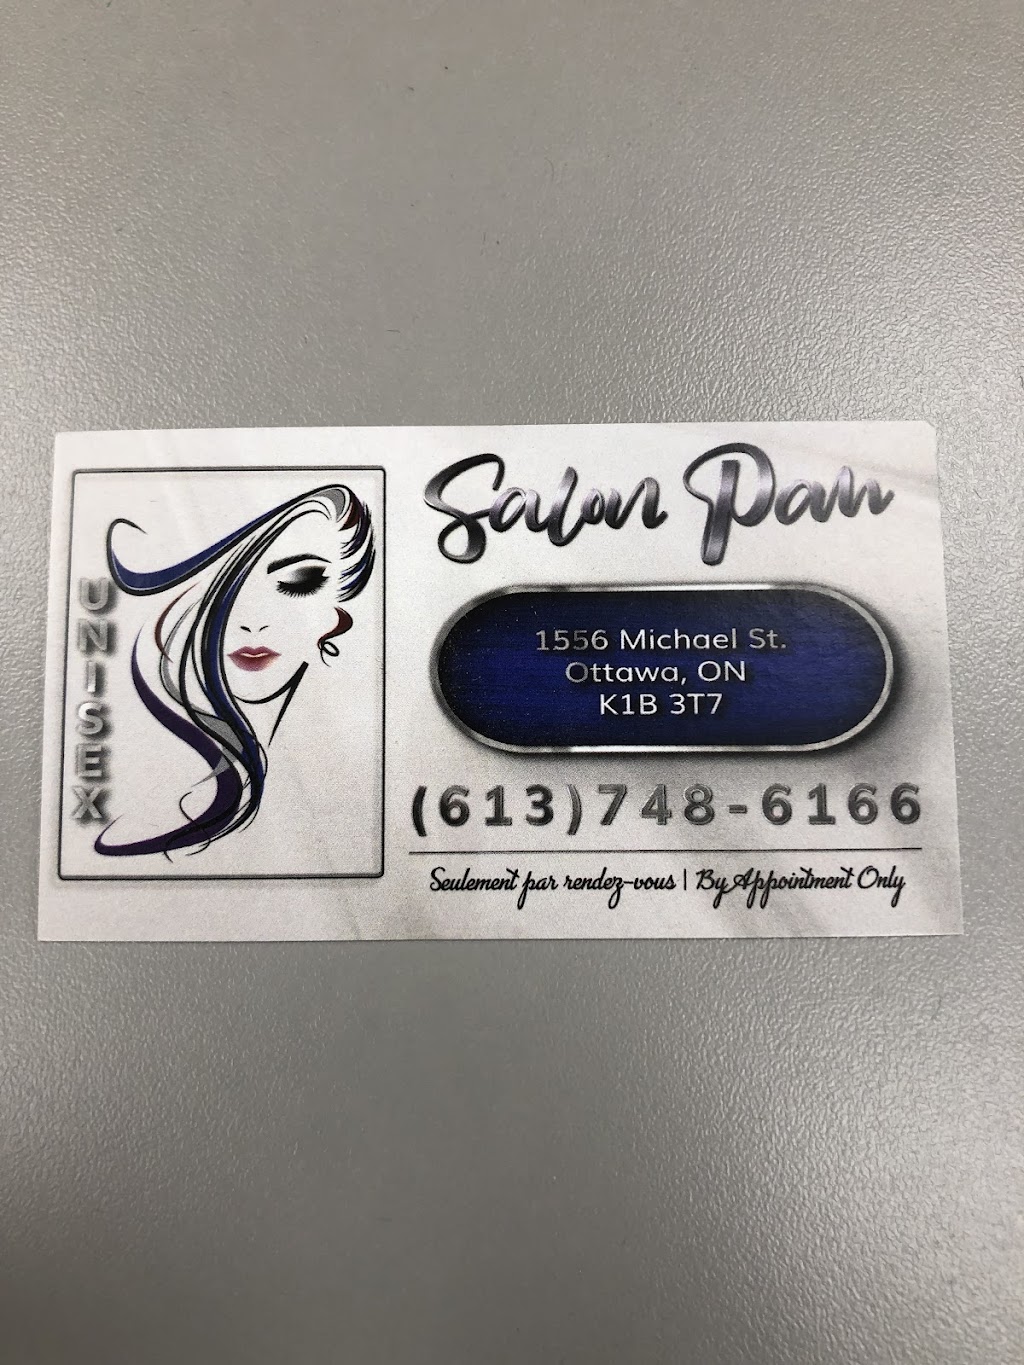 UNISEX
Salon Pan
1556 Michael St.
Ottawa, ON
K1B 3T7
(613)748-6166
Seulement par rendez-vous | By Appointment Only